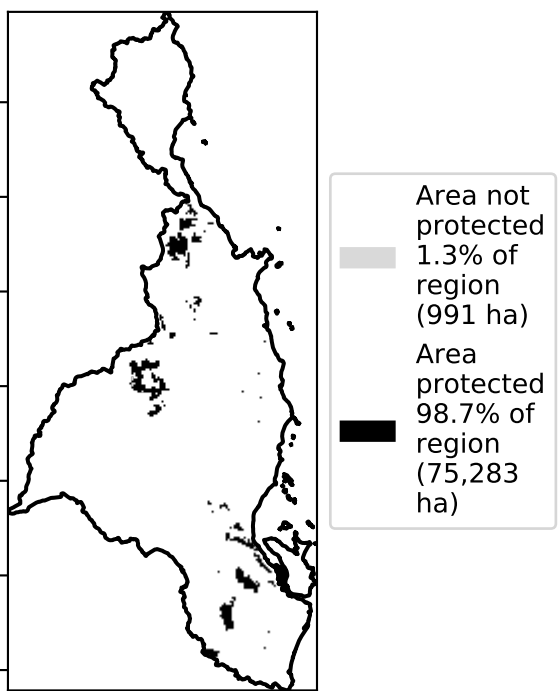 Area not
protected
1.3% of
region
(991 ha)
Area
protected
98.7% of
region
(75,283
ha)